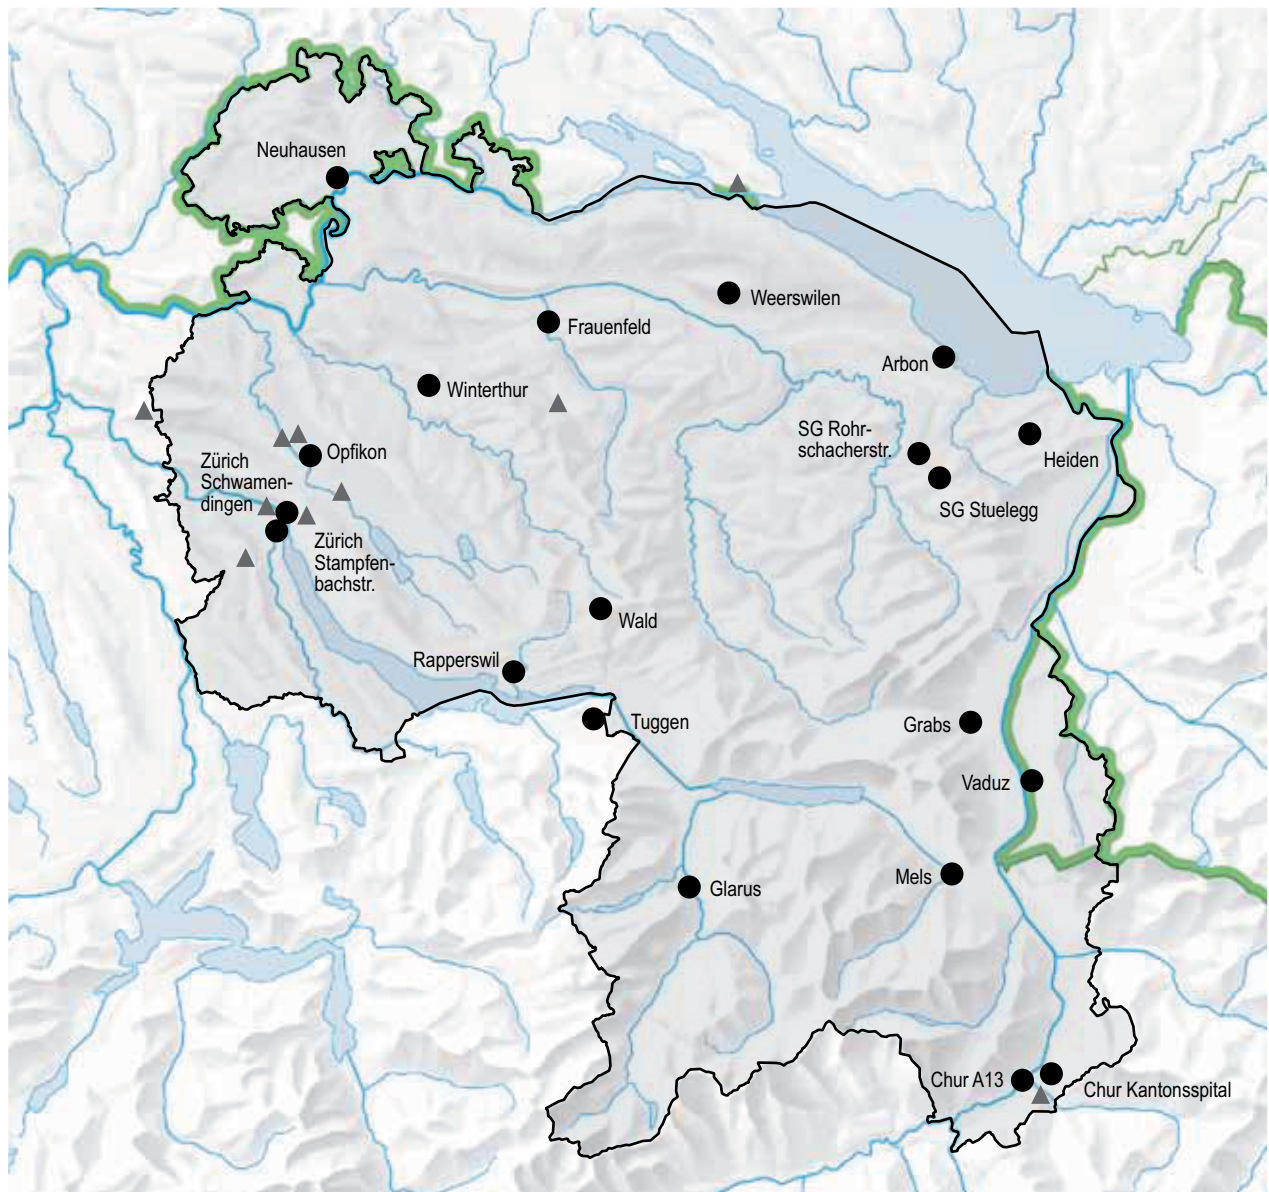 Neuhausen
Weerswilen
Frauenfeld
Arbon
Winterthur
SG Rohr-
schacherstr.
Heiden
Opfikon
Zürich
Schwamen-
dingen
SG Stuelegg
Zürich
Stampfen-
bachstr.
Wald
Rapperswil
Tuggen
Grabs
Vaduz
Mels
Glarus
Chur A13
Chur Kantonsspital